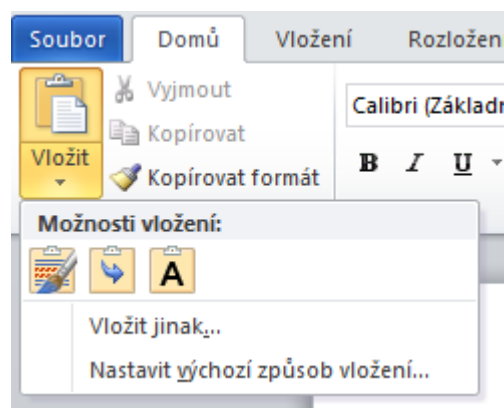 Soubor Domů Vložení Rozložen
Vložit
Vyjmout
Kopírovat
Kopírovat formát
Calibri (Základn
B I U
Možnosti vložení:
A
Vložit jinak...
Nastavit výchozí způsob vložení...